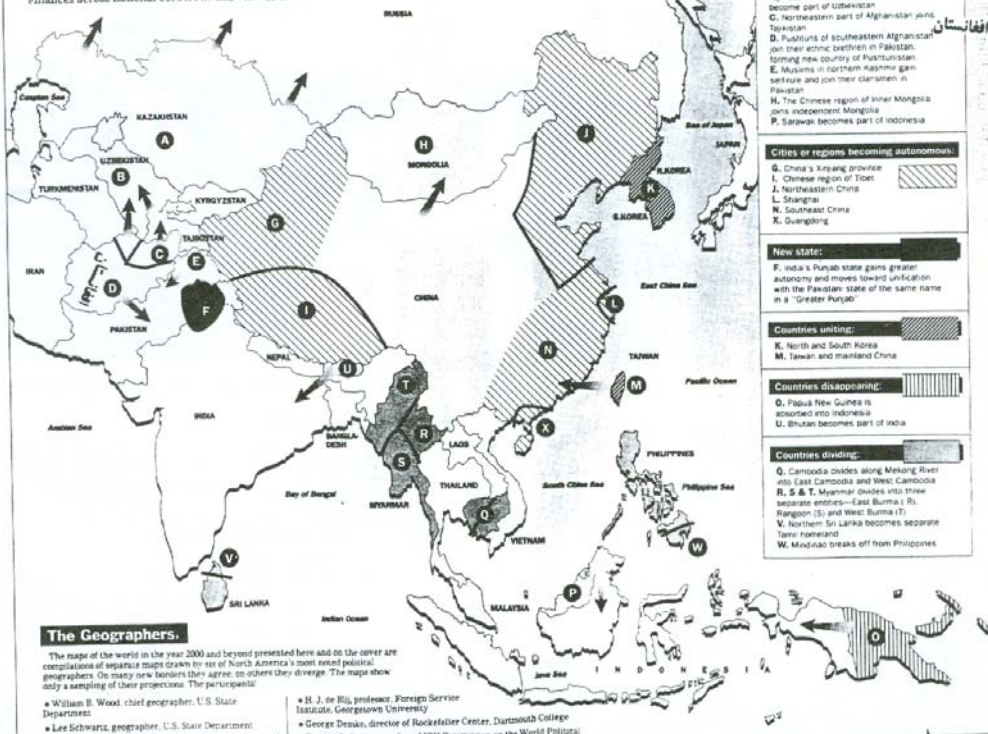 become part of Uzbekistan
C. Northeastern part of Afghanistan joins
Tajikistan
D. Pushtuns of southeastern Afghanistan
join their ethnic brethren in Pakistan,
forming new country of Pushtunistan.
E. Muslims in northern Kashmir gain
self-rule and join their clansmen in
Pakistan
H. The Chinese region of Inner Mongolia
joins independent Mongolia
P. Sarawak becomes part of Indonesia
افغانستان
Cities or regions becoming autonomous:
G. China's Xinjiang province
I. Chinese region of Tibet
J. Northeastern China
L. Shanghai
N. Southeast China
X. Guangdong
New state:
F. India's Punjab state gains greater
autonomy and moves toward unification
with the Pakistani state of the same name
in a "Greater Punjab"
Countries uniting:
K. North and South Korea
M. Taiwan and mainland China
Countries disappearing:
O. Papua New Guinea is
absorbed into Indonesia
U. Bhutan becomes part of India
Countries dividing:
Q. Cambodia divides along Mekong River
into East Cambodia and West Cambodia
R, S & T. Myanmar divides into three
separate entities—East Burma (R),
Rangoon (S) and West Burma (T)
V. Northern Sri Lanka becomes separate
Tamil homeland
W. Mindinao breaks off from Philippines
RUSSIA
Caspian Sea
KAZAKHSTAN
A
UZBEKISTAN
B
TURKMENISTAN
KYRGYZSTAN
TAJIKISTAN
C
E
IRAN
D
PAKISTAN
F
G
H
MONGOLIA
J
Sea of Japan
JAPAN
N.KOREA
K
S.KOREA
CHINA
East China Sea
L
I
N
TAIWAN
M
Pacific Ocean
NEPAL
U
T
INDIA
Arabian Sea
BANGLA-
DESH
R
LAOS
X
S
THAILAND
MYANMAR
Bay of Bengal
Q
VIETNAM
South China Sea
PHILIPPINES
Philippine Sea
W
V
SRI LANKA
Indian Ocean
MALAYSIA
P
Java Sea
INDONESIA
O
The Geographers.
The maps of the world in the year 2000 and beyond presented here and on the cover are
compilations of separate maps drawn by six of North America's most noted political
geographers. On many new borders they agree, on others they diverge. The maps show
only a sampling of their projections. The participants:
• William B. Wood, chief geographer, U.S. State
Department
• Lee Schwartz, geographer, U.S. State Department
• H. J. de Blij, professor, Foreign Service
Institute, Georgetown University
• George Demko, director of Rockefeller Center, Dartmouth College
on the World Political